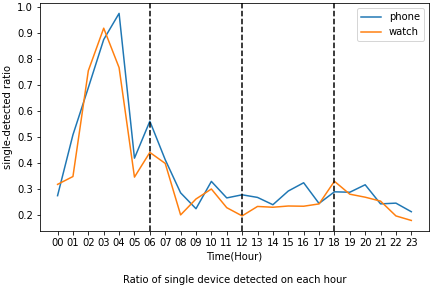 1.0
0.9
0.8
0.7
0.6
0.5
0.4
0.3
0.2
single-detected ratio
phone
watch
00 01 02 03 04 05 06 07 08 09 10 11 12 13 14 15 16 17 18 19 20 21 22 23
Time(Hour)
Ratio of single device detected on each hour